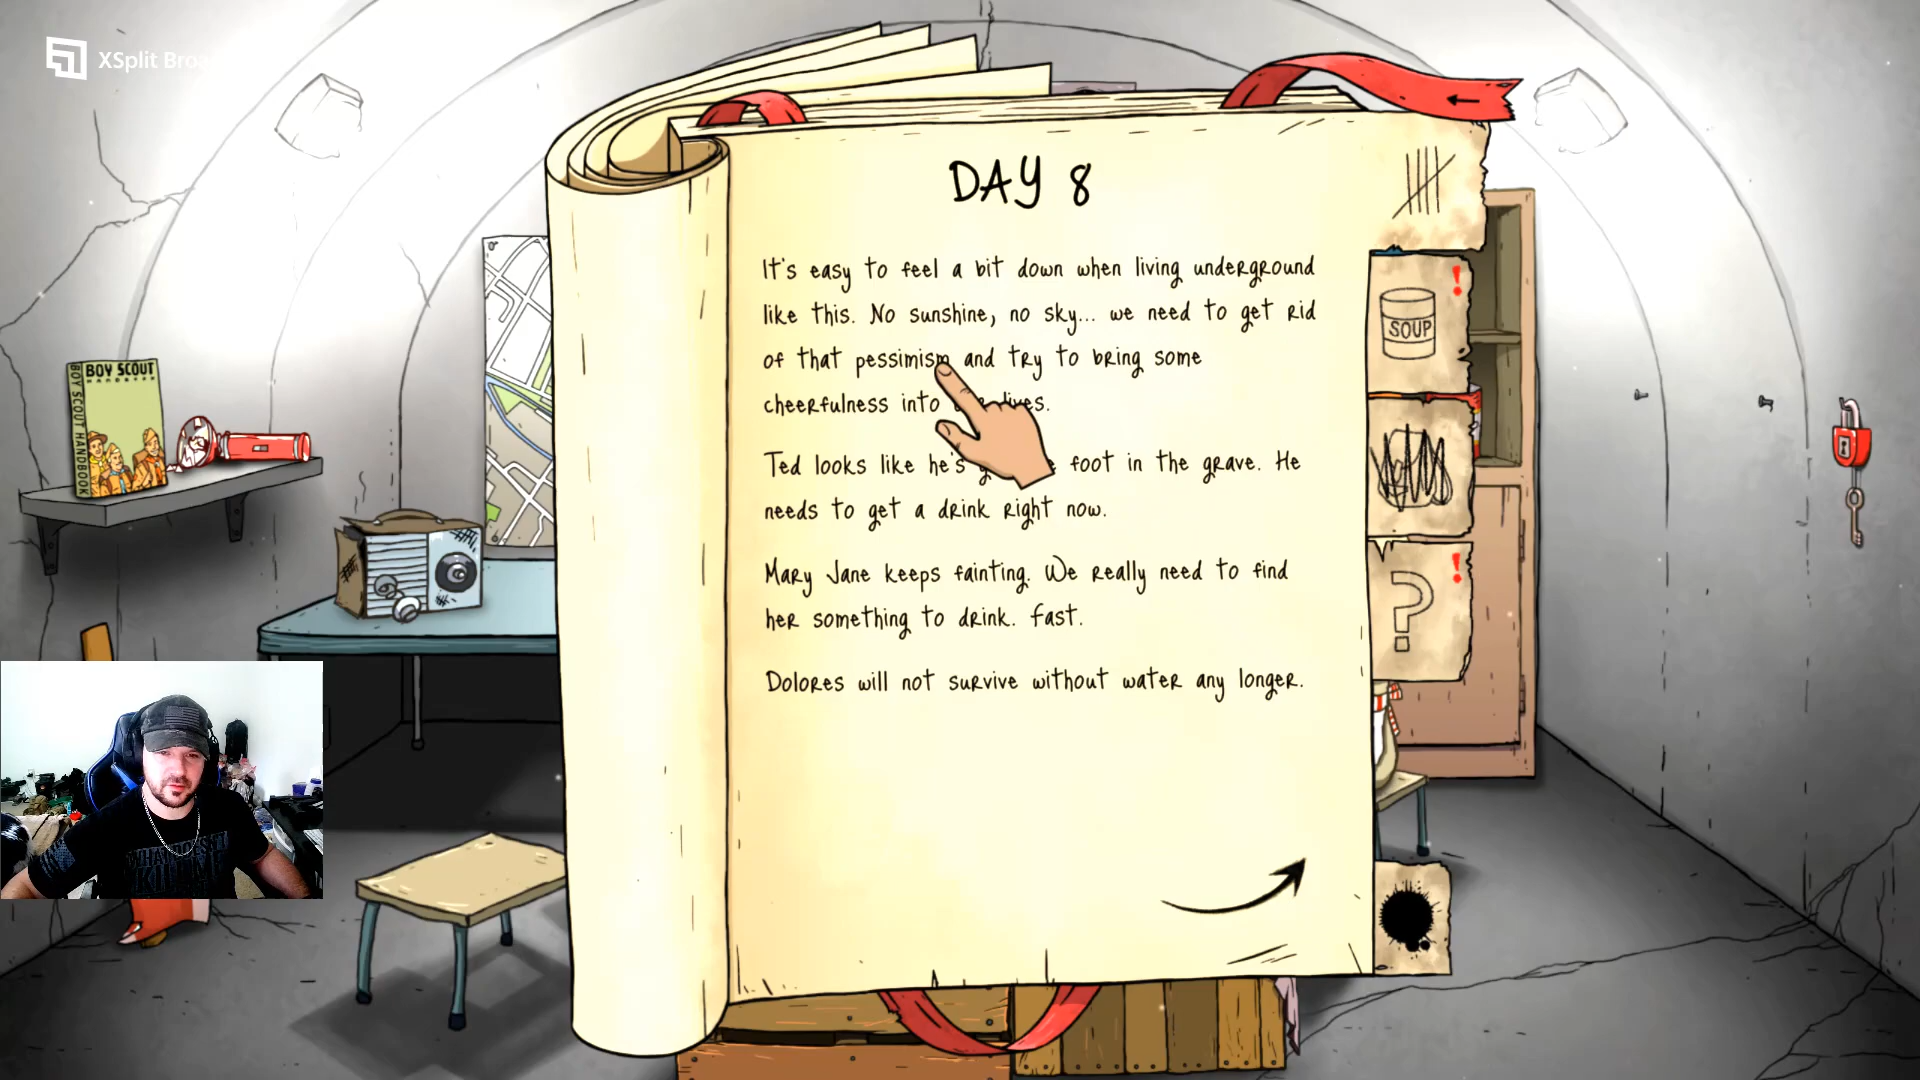 XSplit Broa
DAY 8
It's easy to feel a bit down when living underground
like this. No sunshine, no sky... we need to get rid
of that pessimism and try to bring some
cheerfulness into lives.
Ted looks like he's foot in the grave. He
needs to get a drink right now.
Mary Jane keeps fainting. We really need to find
her something to drink. Fast.
Dolores will not survive without water any longer.
!
SOUP
!
?
BOY SCOUT
HANDBOOK
BOY SCOUT HANDBOOK